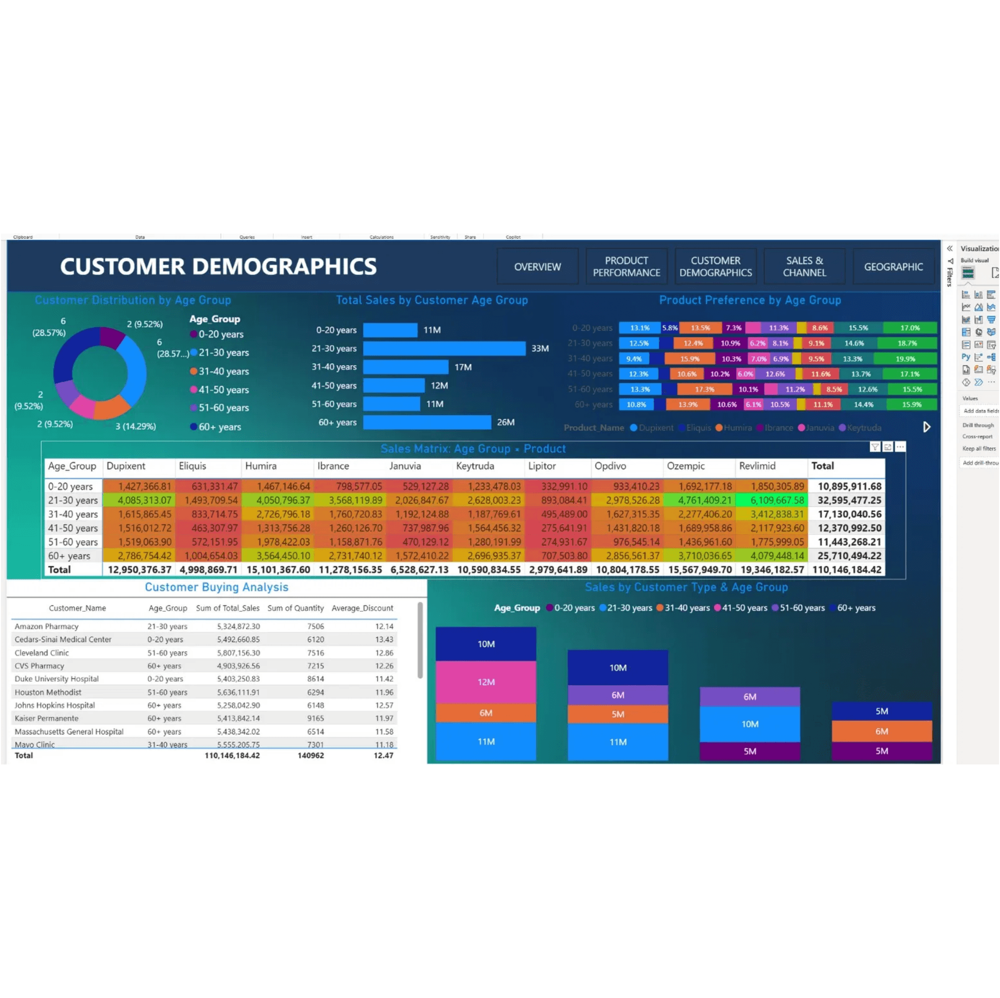 Clipboard Data Queries Insert Calculations Sensitivity Share Copilot
CUSTOMER DEMOGRAPHICS
OVERVIEW
PRODUCT
PERFORMANCE
CUSTOMER
DEMOGRAPHICS
SALES &
CHANNEL
GEOGRAPHIC
Customer Distribution by Age Group
6
(28.57%)
2 (9.52%)
6
(28.57...)
2
(9.52%)
2 (9.52%)
3 (14.29%)
Age_Group
0-20 years
21-30 years
31-40 years
41-50 years
51-60 years
60+ years
Total Sales by Customer Age Group
0-20 years 11M
21-30 years 33M
31-40 years 17M
41-50 years 12M
51-60 years 11M
60+ years 26M
Product Preference by Age Group
0-20 years 13.1% 5.8% 13.5% 7.3% 11.3% 8.6% 15.5% 17.0%
21-30 years 12.5% 12.4% 10.9% 6.2% 8.1% 9.1% 14.6% 18.7%
31-40 years 9.4% 15.9% 10.3% 7.0% 6.9% 9.5% 13.3% 19.9%
41-50 years 12.3% 10.6% 10.2% 6.0% 12.6% 11.6% 13.7% 17.1%
51-60 years 13.3% 17.3% 10.1% 11.2% 8.5% 12.6% 15.5%
60+ years 10.8% 13.9% 10.6% 6.1% 10.5% 11.1% 14.4% 15.9%
Product_Name Dupixent Eliquis Humira Ibrance Januvia Keytruda
Sales Matrix: Age Group × Product
Age_Group Dupixent Eliquis Humira Ibrance Januvia Keytruda Lipitor Opdivo Ozempic Revlimid Total
0-20 years 1,427,366.81 631,331.47 1,467,146.64 798,577.05 529,127.28 1,233,478.03 332,991.10 933,410.23 1,692,177.18 1,850,305.89 10,895,911.68
21-30 years 4,085,313.07 1,493,709.54 4,050,796.37 3,568,119.89 2,026,847.67 2,628,003.23 893,084.41 2,978,526.28 4,761,409.21 6,109,667.58 32,595,477.25
31-40 years 1,615,865.45 833,714.75 2,726,796.18 1,760,720.83 1,192,124.88 1,187,769.61 495,489.00 1,627,315.35 2,277,406.20 3,412,838.31 17,130,040.56
41-50 years 1,516,012.72 463,307.97 1,313,756.28 1,260,126.70 737,987.96 1,564,456.32 275,641.91 1,431,820.18 1,689,958.86 2,117,923.60 12,370,992.50
51-60 years 1,519,063.90 572,151.95 1,978,422.03 1,158,871.76 470,129.12 1,280,191.99 274,931.67 976,545.14 1,436,961.60 1,775,999.05 11,443,268.21
60+ years 2,786,754.42 1,004,654.03 3,564,450.10 2,731,740.12 1,572,410.22 2,696,935.37 707,503.80 2,856,561.37 3,710,036.65 4,079,448.14 25,710,494.22
Total 12,950,376.37 4,998,869.71 15,101,367.60 11,278,156.35 6,528,627.13 10,590,834.55 2,979,641.89 10,804,178.55 15,567,949.70 19,346,182.57 110,146,184.42
Customer Buying Analysis
Customer_Name Age_Group Sum of Total_Sales Sum of Quantity Average_Discount
Amazon Pharmacy 21-30 years 5,324,872.30 7506 12.14
Cedars-Sinai Medical Center 0-20 years 5,492,660.85 6120 13.43
Cleveland Clinic 51-60 years 5,807,156.30 7516 12.86
CVS Pharmacy 60+ years 4,903,926.56 7215 12.26
Duke University Hospital 0-20 years 5,403,250.83 8614 11.42
Houston Methodist 51-60 years 5,636,111.91 6294 11.96
Johns Hopkins Hospital 60+ years 5,258,042.90 6148 12.57
Kaiser Permanente 60+ years 5,413,842.14 9165 11.97
Massachusetts General Hospital 60+ years 5,438,342.02 6514 11.58
Mayo Clinic 31-40 years 5,555,205.75 7301 11.18
Total 110,146,184.42 140962 12.47
Sales by Customer Type & Age Group
Age_Group 0-20 years 21-30 years 31-40 years 41-50 years 51-60 years 60+ years
10M
12M
6M
11M
10M
6M
5M
11M
6M
10M
5M
5M
6M
5M
Filters
Visualization
Build visual
Py
Values
Add data fields
Drill through
Cross-report
Keep all filters
Add drill-throu